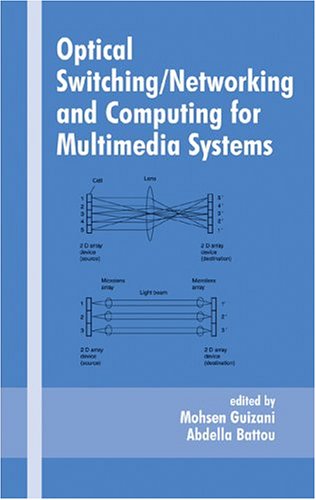 Optical
Switching/Networking
and Computing for
Multimedia Systems
Cell
Lens
1
2
3
4
5
1'
2'
3'
4'
5'
2 D array
device
(source)
2 D array
device
(destination)
Microlens
array
Light beam
Microlens
array
1
2
3
1'
2'
3'
2 D array
device
(source)
2 D array
device
(destination)
edited by
Mohsen Guizani
Abdella Battou